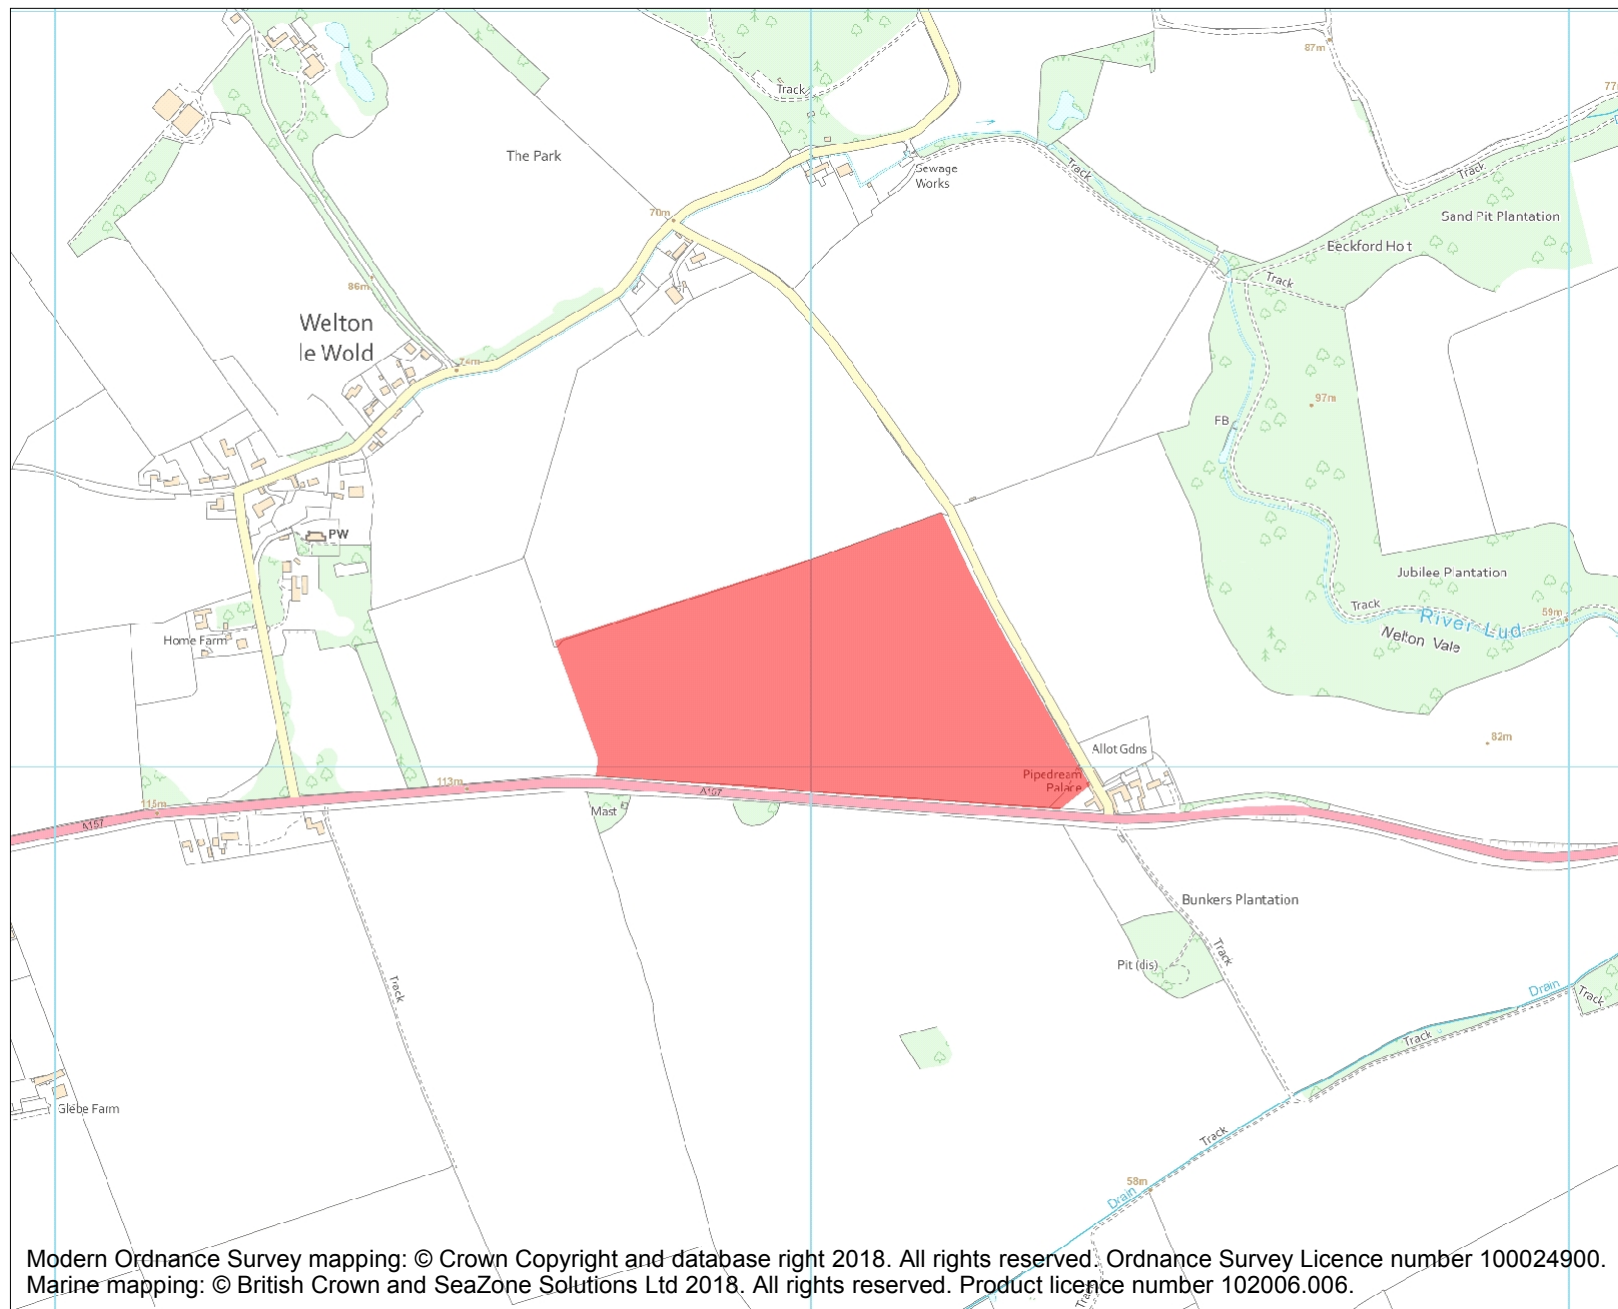 87m
77
Track
The Park
Sewage
Works
Track
Track
Sand Pit Plantation
70m
Beckford Holt
Track
86m
Welton
le Wold
74m
97m
FB
PW
Jubilee Plantation
Track
59m
River Lud
Welton Vale
Home Farm
82m
Allot Gdns
Pipedream
Palace
113m
A157
115m
Mast
A157
Bunkers Plantation
Track
Pit (dis)
Track
Drain
Track
Track
Glebe Farm
Track
58m
Drain
Track
Modern Ordnance Survey mapping: © Crown Copyright and database right 2018. All rights reserved. Ordnance Survey Licence number 100024900.
Marine mapping: © British Crown and SeaZone Solutions Ltd 2018. All rights reserved. Product licence number 102006.006.